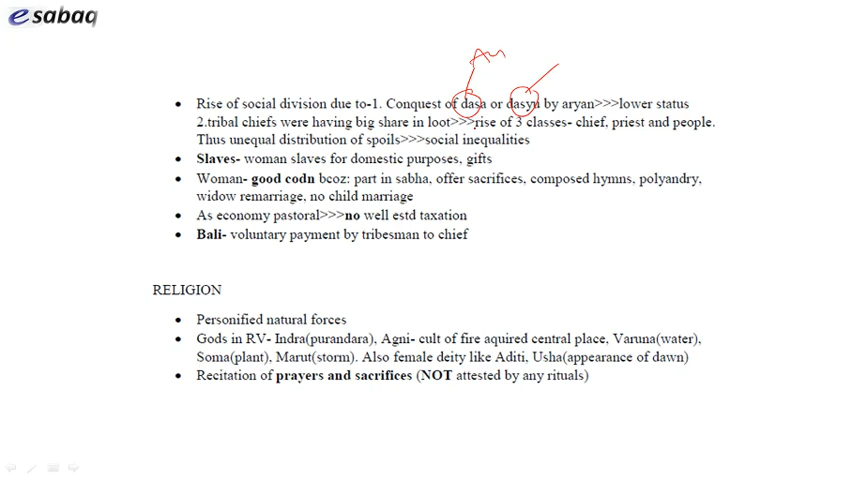 esabaq
Rise of social division due to-1. Conquest of dasa or dasyu by aryan>>>lower status
2.tribal chiefs were having big share in loot>>>rise of 3 classes- chief, priest and people.
Thus unequal distribution of spoils>>>social inequalities
Slaves- woman slaves for domestic purposes, gifts
Woman- good codn bcoz: part in sabha, offer sacrifices, composed hymns, polyandry,
widow remarriage, no child marriage
As economy pastoral>>>no well estd taxation
Bali- voluntary payment by tribesman to chief
RELIGION
Personified natural forces
Gods in RV- Indra(purandara), Agni- cult of fire aquired central place, Varuna(water),
Soma(plant), Marut(storm). Also female deity like Aditi, Usha(appearance of dawn)
Recitation of prayers and sacrifices (NOT attested by any rituals)